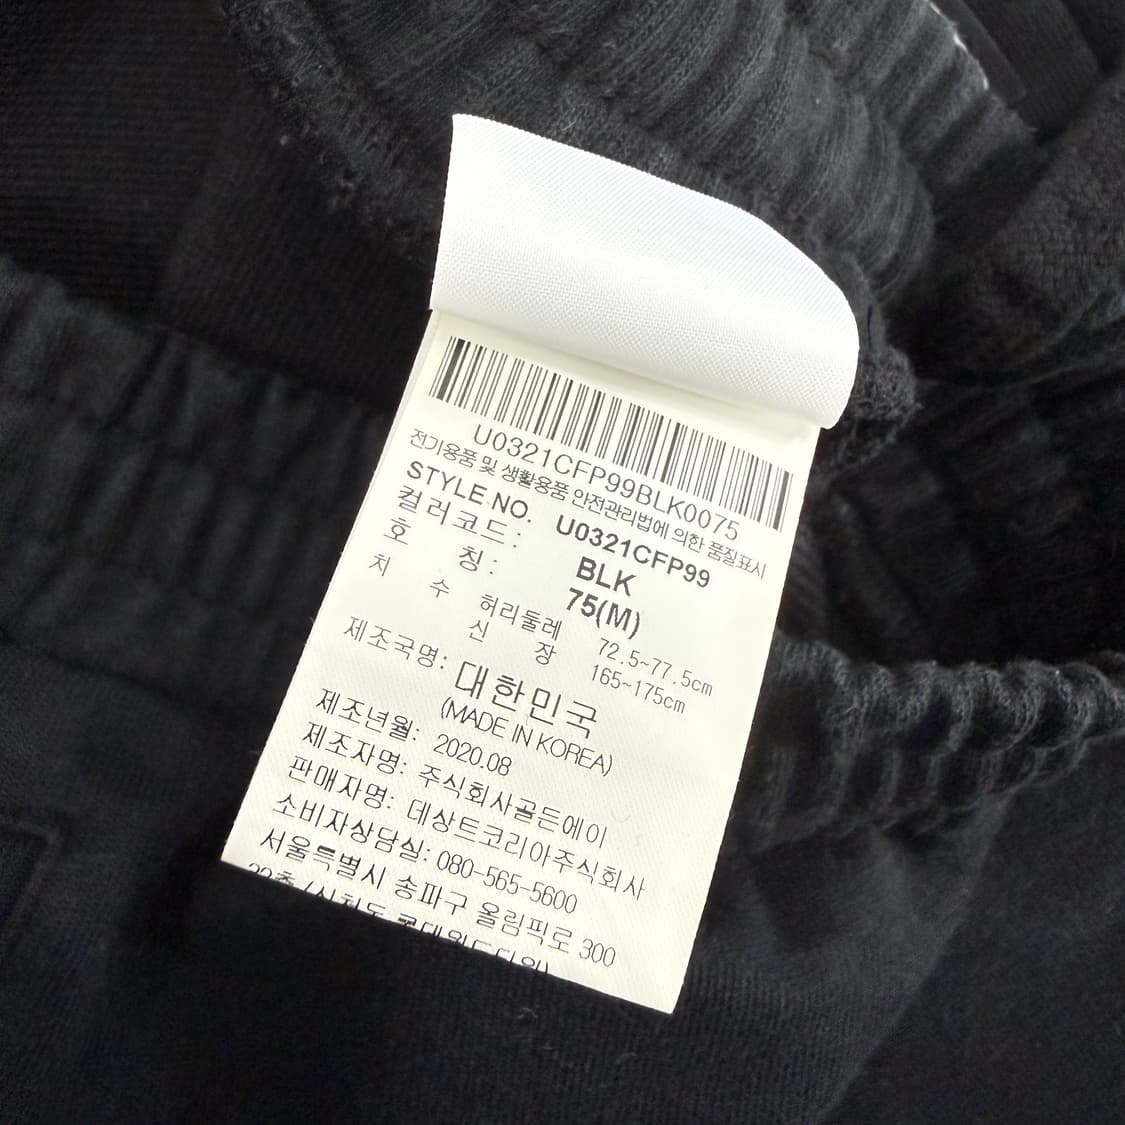 U0321CFP99BLK0075
전기용품 및 생활용품 안전관리법에 의한 품질표시
STYLE NO. U0321CFP99
컬러코드 : BLK
호 칭 : 75(M)
치 수 허리둘레 72.5~77.5cm
신 장 165~175cm
제조국명: 대한민국
(MADE IN KOREA)
제조년월: 2020.08
제조자명: 주식회사골든에이
판매자명: 데상트코리아주식회사
소비자상담실: 080-565-5600
서울특별시 송파구 올림픽로 300